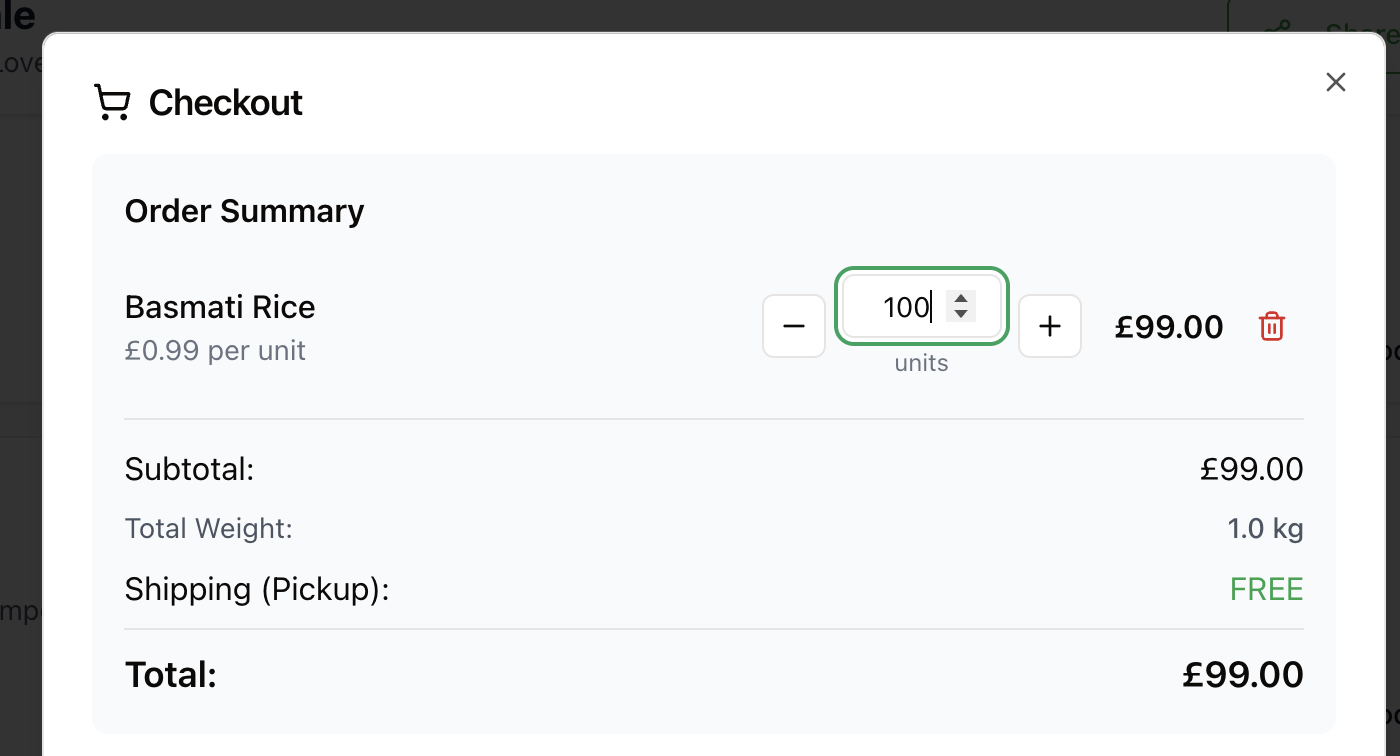 Checkout
Order Summary
Basmati Rice
£0.99 per unit
100
units
£99.00
Subtotal:
£99.00
Total Weight:
1.0 kg
Shipping (Pickup):
FREE
Total:
£99.00